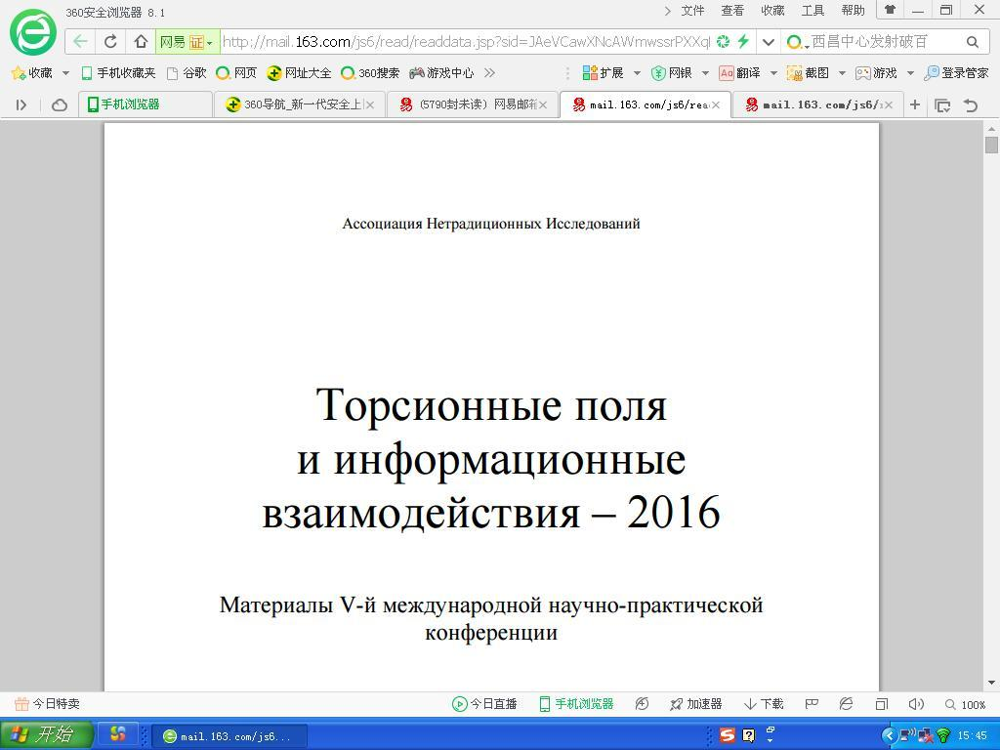 360安全浏览器 8.1
文件 查看 收藏 工具 帮助
网易 证 http://mail.163.com/js6/read/readdata.jsp?sid=JAeVCawXNcAWmwssrPXXql 西昌中心发射破百
收藏 手机收藏夹 谷歌 网页 网址大全 360搜索 游戏中心 扩展 网银 Aa 翻译 截图 游戏 登录管家
手机浏览器 360导航_新一代安全上 (5790封未读) 网易邮箱 mail.163.com/js6/rea mail.163.com/js6/
Ассоциация Нетрадиционных Исследований
Торсионные поля
и информационные
взаимодействия – 2016
Материалы V-й международной научно-практической
конференции
今日特卖 今日直播 手机浏览器 加速器 下载 100%
开始 mail.163.com/js6... 15:45